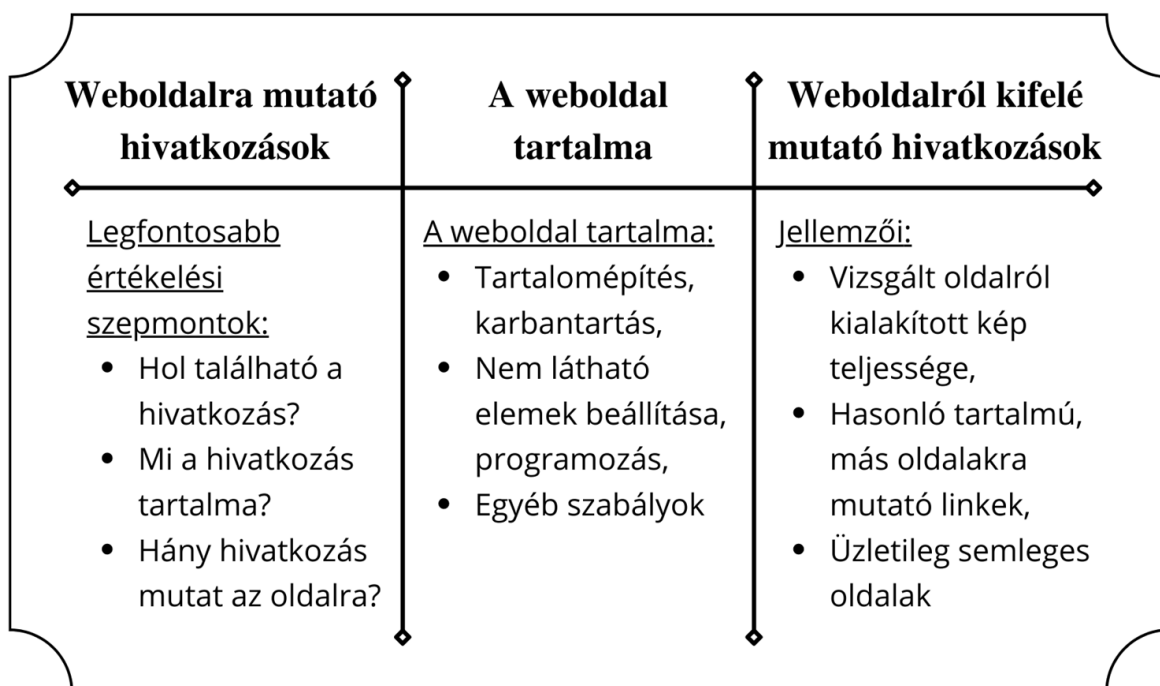 Weboldalra mutató
hivatkozások
Legfontosabb
értékelési
szepmontok:
• Hol található a
hivatkozás?
• Mi a hivatkozás
tartalma?
• Hány hivatkozás
mutat az oldalra?
A weboldal
tartalma
A weboldal tartalma:
• Tartalomépítés,
karbantartás,
• Nem látható
elemek beállítása,
programozás,
• Egyéb szabályok
Weboldalról kifelé
mutató hivatkozások
Jellemzői:
• Vizsgált oldalról
kialakított kép
teljessége,
• Hasonló tartalmú,
más oldalakra
mutató linkek,
• Üzletileg semleges
oldalak